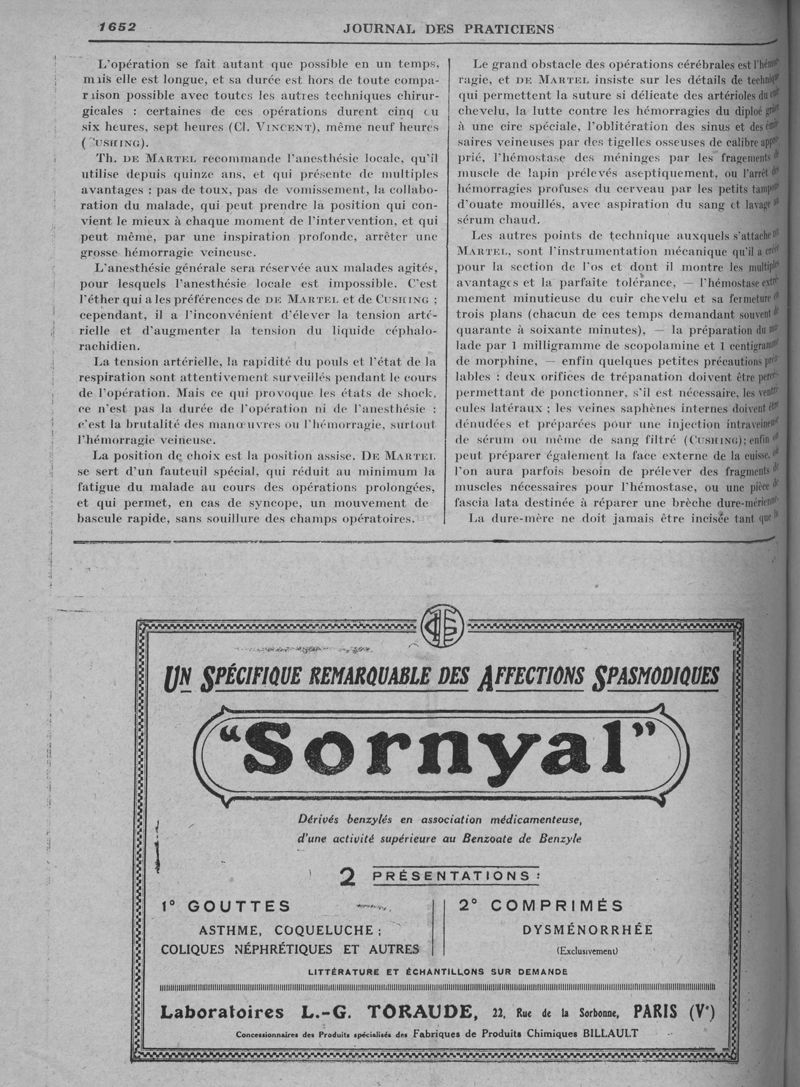 1652
JOURNAL DES PRATICIENS
L'opération se fait autant que possible en un temps,
mais elle est longue, et sa durée est hors de toute compa-
raison possible avec toutes les autres techniques chirur-
gicales : certaines de ces opérations durent cinq ou
six heures, sept heures (Cl. VINCENT), même neuf heures
(CUSHING).
Th. DE MARTEL recommande l'anesthésie locale, qu'il
utilise depuis quinze ans, et qui présente de multiples
avantages : pas de toux, pas de vomissement, la collabo-
ration du malade, qui peut prendre la position qui con-
vient le mieux à chaque moment de l'intervention, et qui
peut même, par une inspiration profonde, arrêter une
grosse hémorragie veineuse.
L'anesthésie générale sera réservée aux malades agités,
pour lesquels l'anesthésie locale est impossible. C'est
l'éther qui a les préférences de DE MARTEL et de CUSHING ;
cependant, il a l'inconvénient d'élever la tension arté-
rielle et d'augmenter la tension du liquide céphalo-
rachidien.
La tension artérielle, la rapidité du pouls et l'état de la
respiration sont attentivement surveillés pendant le cours
de l'opération. Mais ce qui provoque les états de shock,
ce n'est pas la durée de l'opération ni de l'anesthésie :
c'est la brutalité des manœuvres ou l'hémorragie, surtout
l'hémorragie veineuse.
La position de choix est la position assise. DE MARTEL
se sert d'un fauteuil spécial, qui réduit au minimum la
fatigue du malade au cours des opérations prolongées,
et qui permet, en cas de syncope, un mouvement de
bascule rapide, sans souillure des champs opératoires.
Le grand obstacle des opérations cérébrales est l'hémor-
ragie, et DE MARTEL insiste sur les détails de technique
qui permettent la suture si délicate des artérioles du cuir
chevelu, la lutte contre les hémorragies du diploé grâce
à une cire spéciale, l'oblitération des sinus et des émis-
saires veineuses par des tigelles osseuses de calibre appro-
prié, l'hémostase des méninges par les fragements de
muscle de lapin prélevés aseptiquement, ou l'arrêt des
hémorragies profuses du cerveau par les petits tampons
d'ouate mouillés, avec aspiration du sang et lavage au
sérum chaud.
Les autres points de technique auxquels s'attache DE
MARTEL, sont l'instrumentation mécanique qu'il a créée
pour la section de l'os et dont il montre les multiples
avantages et la parfaite tolérance, — l'hémostase extrê-
mement minutieuse du cuir chevelu et sa fermeture en
trois plans (chacun de ces temps demandant souvent de
quarante à soixante minutes), — la préparation du ma-
lade par 1 milligramme de scopolamine et 1 centigramme
de morphine, — enfin quelques petites précautions préa-
lables : deux orifices de trépanation doivent être percés
permettant de ponctionner, s'il est nécessaire, les ventri-
cules latéraux ; les veines saphènes internes doivent être
dénudées et préparées pour une injection intraveineuse
de sérum ou même de sang filtré (CUSHING) ; enfin on
peut préparer également la face externe de la cuisse, où
l'on aura parfois besoin de prélever des fragments de
muscles nécessaires pour l'hémostase, ou une pièce de
fascia lata destinée à réparer une brèche dure-mérienne.
La dure-mère ne doit jamais être incisée tant que la
UN SPÉCIFIQUE REMARQUABLE DES AFFECTIONS SPASMODIQUES
“Sornyal”
Dérivés benzylés en association médicamenteuse,
d'une activité supérieure au Benzoate de Benzyle
2 PRÉSENTATIONS :
1° GOUTTES
ASTHME, COQUELUCHE ;
COLIQUES NÉPHRÉTIQUES ET AUTRES
2° COMPRIMÉS
DYSMÉNORRHÉE
(Exclusivement)
LITTÉRATURE ET ÉCHANTILLONS SUR DEMANDE
Laboratoires L.-G. TORAUDE, 22, Rue de la Sorbonne, PARIS (Vᵉ)
Concessionnaires des Produits spécialisés des Fabriques de Produits Chimiques BILLAULT